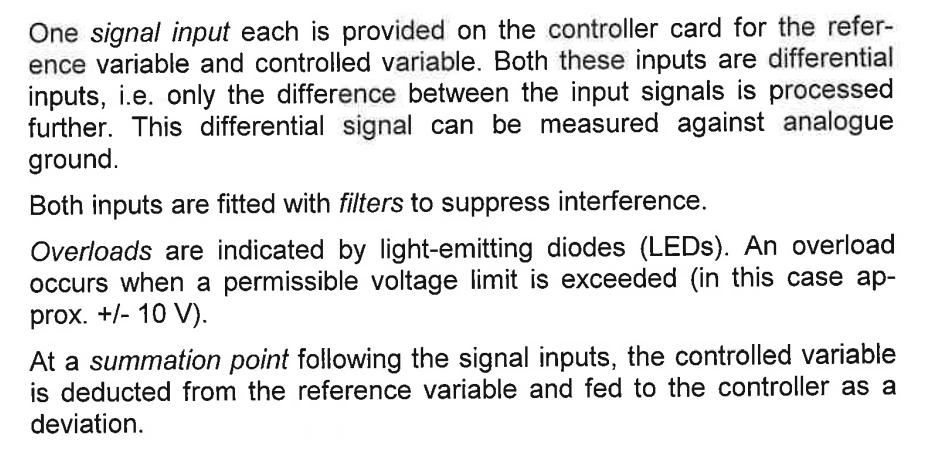 One signal input each is provided on the controller card for the refer-
ence variable and controlled variable. Both these inputs are differential
inputs, i.e. only the difference between the input signals is processed
further. This differential signal can be measured against analogue
ground.
Both inputs are fitted with filters to suppress interference.
Overloads are indicated by light-emitting diodes (LEDs). An overload
occurs when a permissible voltage limit is exceeded (in this case ap-
prox. +/- 10 V).
At a summation point following the signal inputs, the controlled variable
is deducted from the reference variable and fed to the controller as a
deviation.